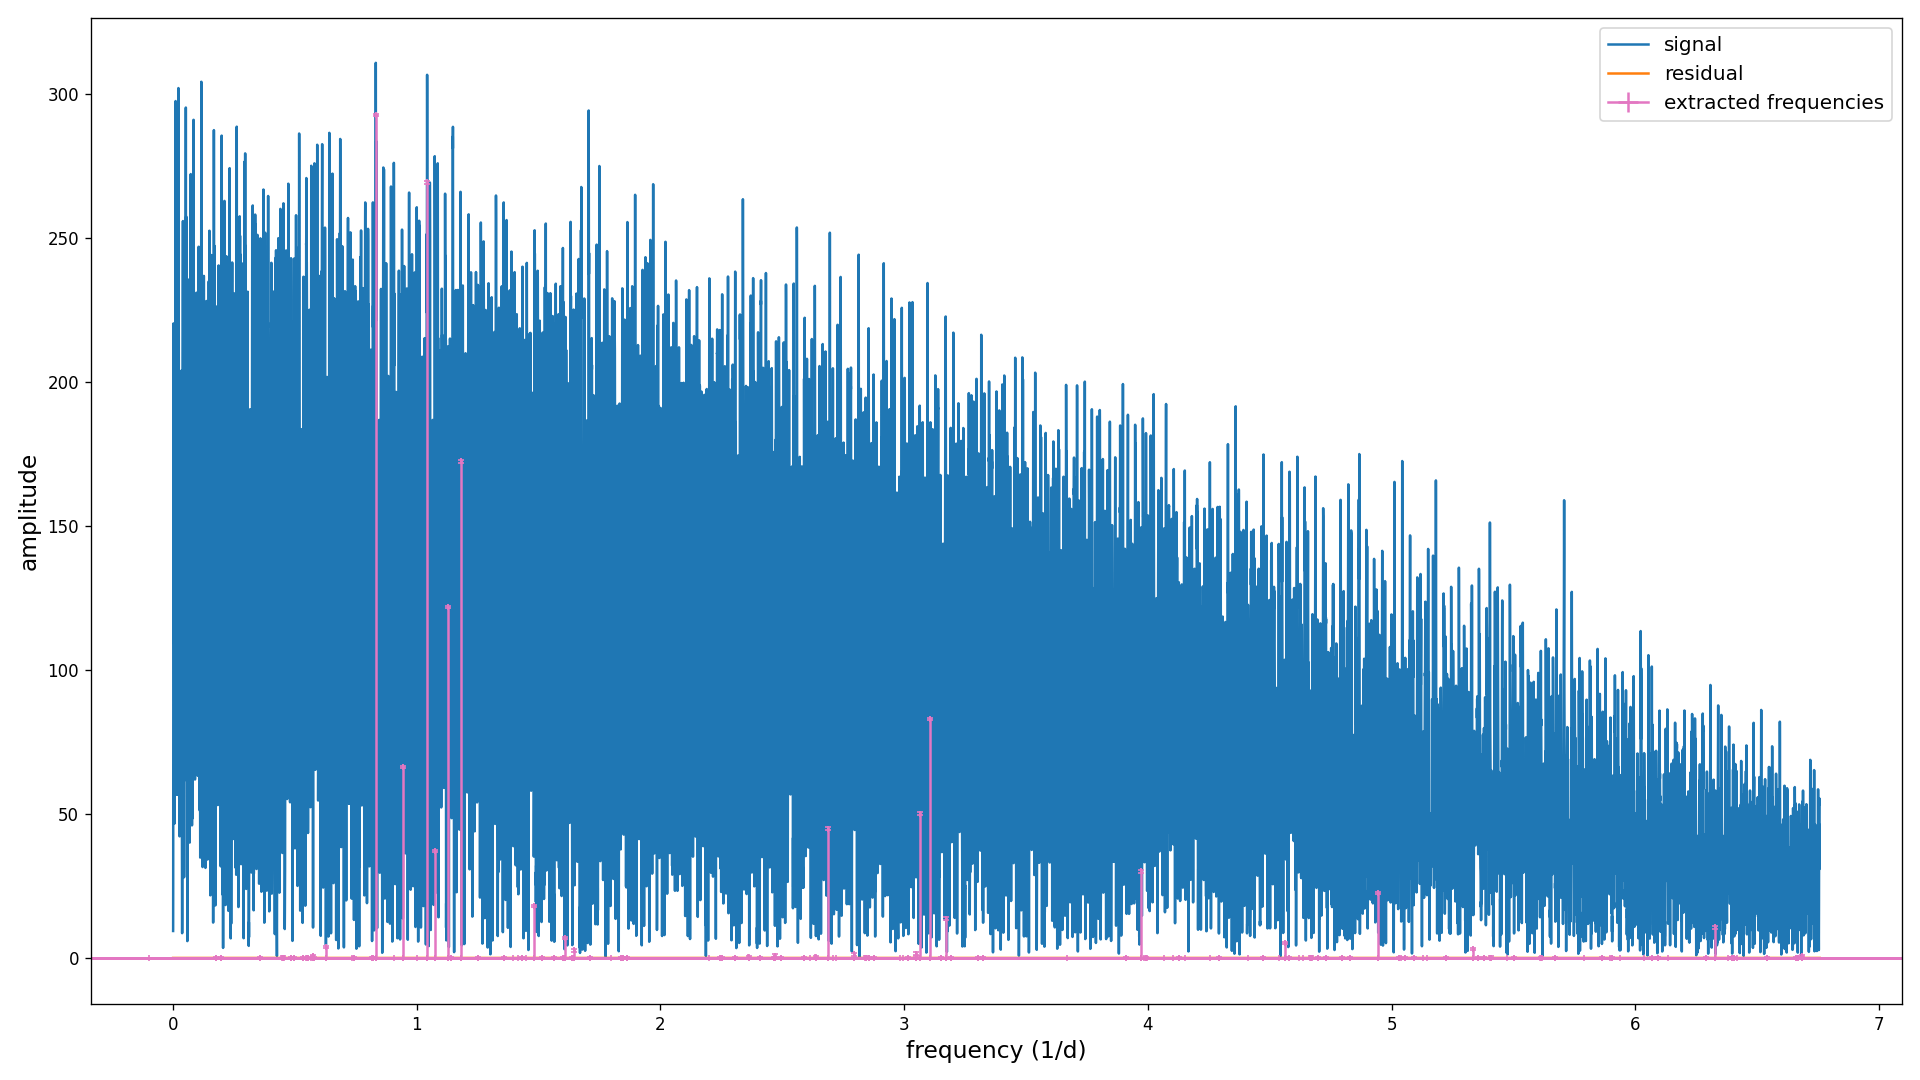 signal
residual
extracted frequencies
amplitude
300
250
200
150
100
50
0
0 1 2 3 4 5 6 7
frequency (1/d)